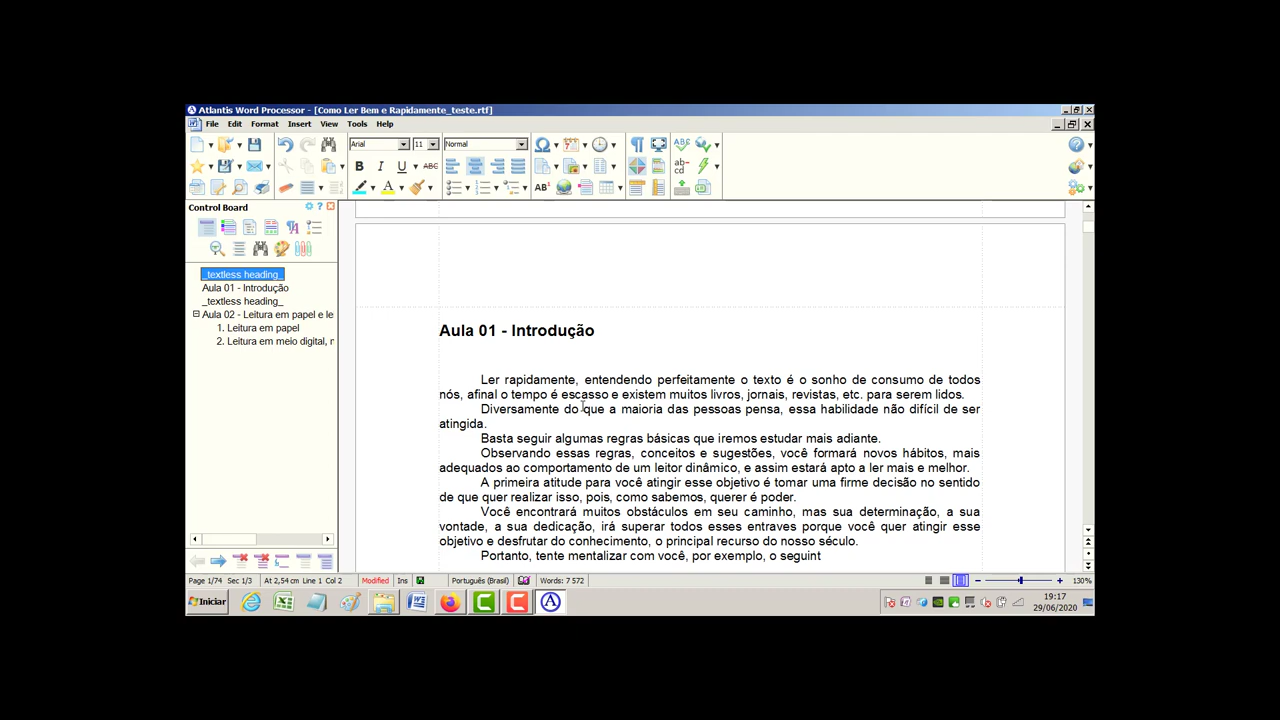 Atlantis Word Processor - [Como Ler Bem e Rapidamente_teste.rtf]
File Edit Format Insert View Tools Help
Arial 11 Normal
B I U ABC
AB¹
Control Board
_textless heading_
Aula 01 - Introdução
_textless heading_
Aula 02 - Leitura em papel e le
1. Leitura em papel
2. Leitura em meio digital, r
Aula 01 - Introdução
Ler rapidamente, entendendo perfeitamente o texto é o sonho de consumo de todos
nós, afinal o tempo é escasso e existem muitos livros, jornais, revistas, etc. para serem lidos.
Diversamente do que a maioria das pessoas pensa, essa habilidade não difícil de ser
atingida.
Basta seguir algumas regras básicas que iremos estudar mais adiante.
Observando essas regras, conceitos e sugestões, você formará novos hábitos, mais
adequados ao comportamento de um leitor dinâmico, e assim estará apto a ler mais e melhor.
A primeira atitude para você atingir esse objetivo é tomar uma firme decisão no sentido
de que quer realizar isso, pois, como sabemos, querer é poder.
Você encontrará muitos obstáculos em seu caminho, mas sua determinação, a sua
vontade, a sua dedicação, irá superar todos esses entraves porque você quer atingir esse
objetivo e desfrutar do conhecimento, o principal recurso do nosso século.
Portanto, tente mentalizar com você, por exemplo, o seguint
Page 1/74 Sec 1/3 At 2,54 cm Line 1 Col 2 Modified Ins Português (Brasil) Words: 7 572 130%
Iniciar 19:17
29/06/2020